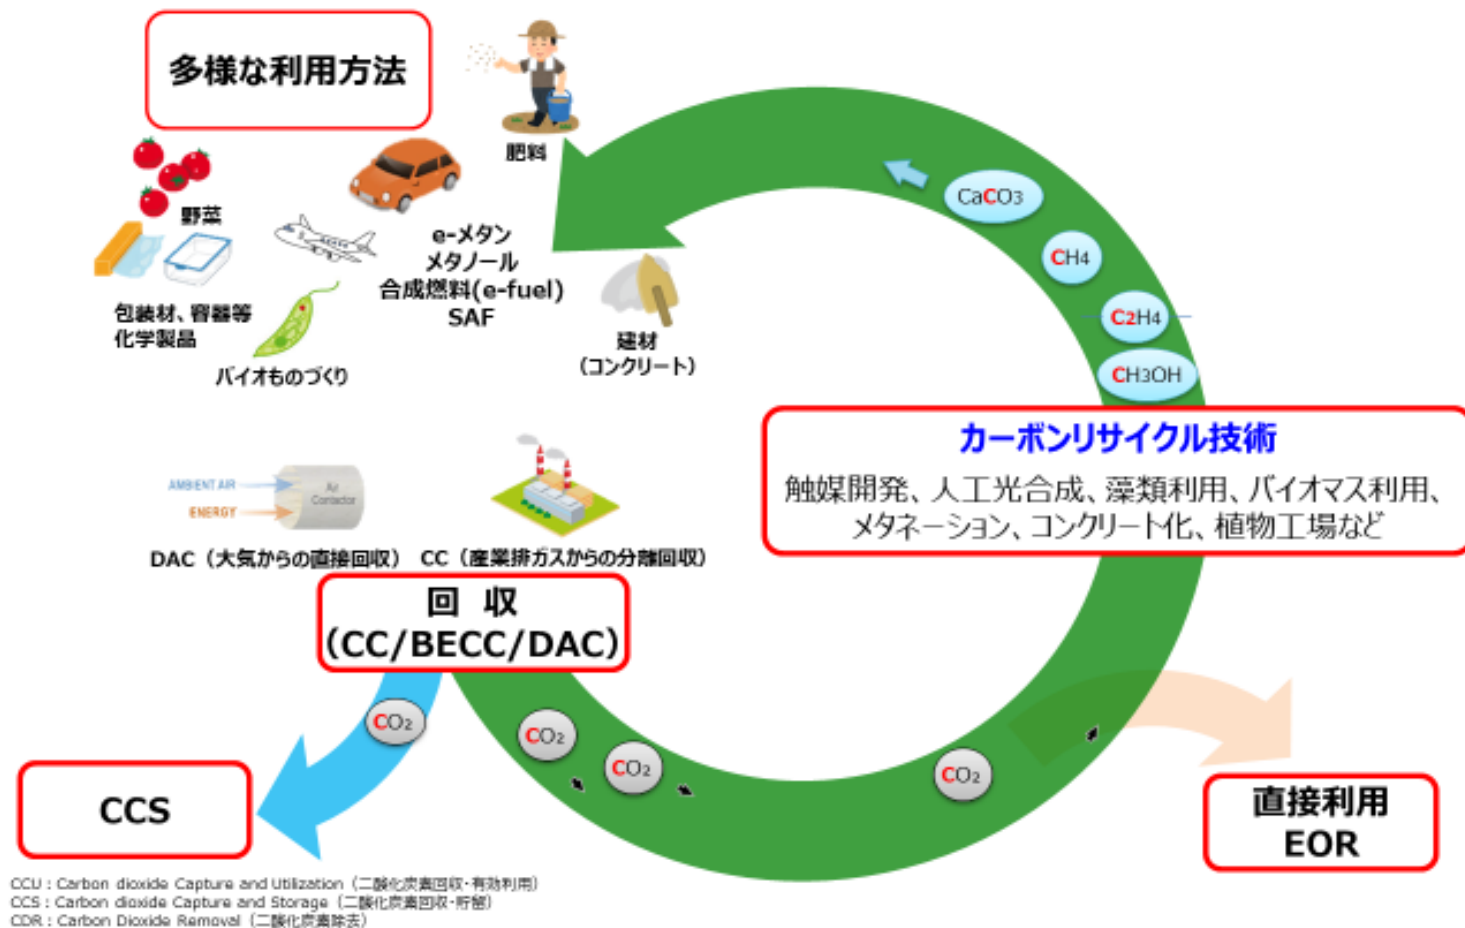 多様な利用方法
肥料
野菜
包装材、容器等
化学製品
バイオものづくり
e-メタン
メタノール
合成燃料(e-fuel)
SAF
建材
（コンクリート）
CaCO3
CH4
C2H4
CH3OH
カーボンリサイクル技術
触媒開発、人工光合成、藻類利用、バイオマス利用、
メタネーション、コンクリート化、植物工場など
AMBIENT AIR
ENERGY
Air
Contactor
DAC（大気からの直接回収）
CC（産業排ガスからの分離回収）
回 収
（CC/BECC/DAC）
CO2
CO2
CO2
CO2
CCS
直接利用
EOR
CCU：Carbon dioxide Capture and Utilization（二酸化炭素回収・有効利用）
CCS：Carbon dioxide Capture and Storage（二酸化炭素回収・貯留）
CDR：Carbon Dioxide Removal（二酸化炭素除去）